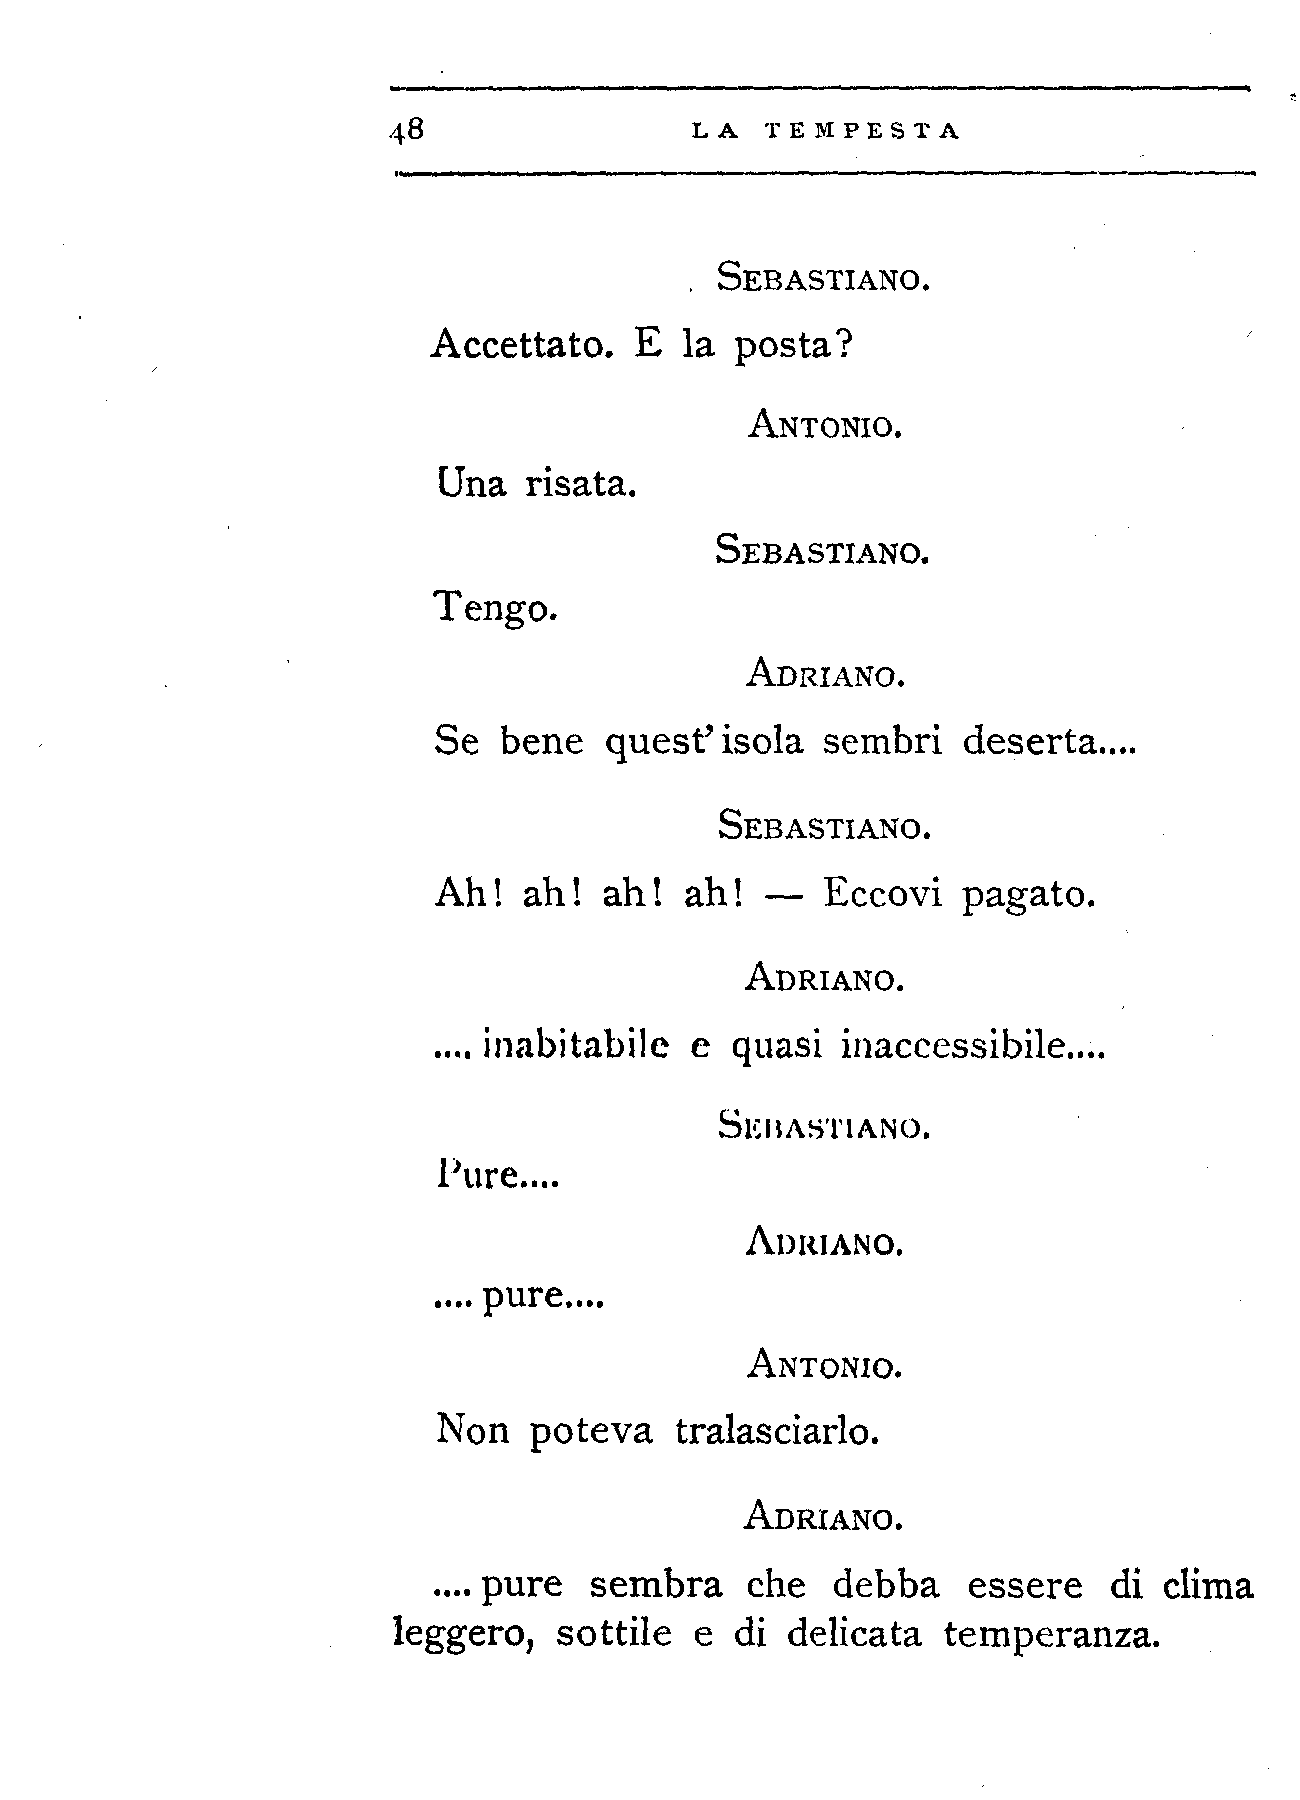 48 LA TEMPESTA
SEBASTIANO.
Accettato. E la posta?
ANTONIO.
Una risata.
SEBASTIANO.
Tengo.
ADRIANO.
Se bene quest' isola sembri deserta....
SEBASTIANO.
Ah! ah! ah! ah! — Eccovi pagato.
ADRIANO.
.... inabitabile e quasi inaccessibile....
SEBASTIANO.
Pure....
ADRIANO.
.... pure....
ANTONIO.
Non poteva tralasciarlo.
ADRIANO.
.... pure sembra che debba essere di clima
leggero, sottile e di delicata temperanza.